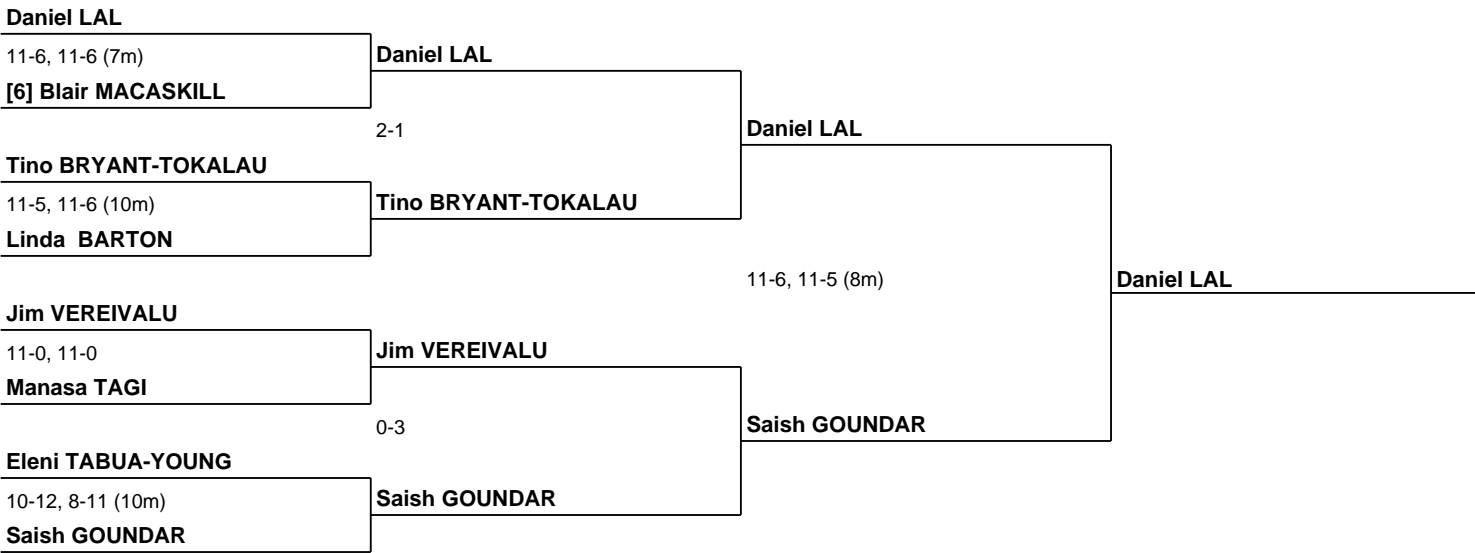 Daniel LAL
11-6, 11-6 (7m)
Daniel LAL
[6] Blair MACASKILL
2-1
Daniel LAL
Tino BRYANT-TOKALAU
11-5, 11-6 (10m)
Tino BRYANT-TOKALAU
Linda BARTON
11-6, 11-5 (8m)
Daniel LAL
Jim VEREIVALU
11-0, 11-0
Jim VEREIVALU
Manasa TAGI
0-3
Saish GOUNDAR
Eleni TABUA-YOUNG
10-12, 8-11 (10m)
Saish GOUNDAR
Saish GOUNDAR